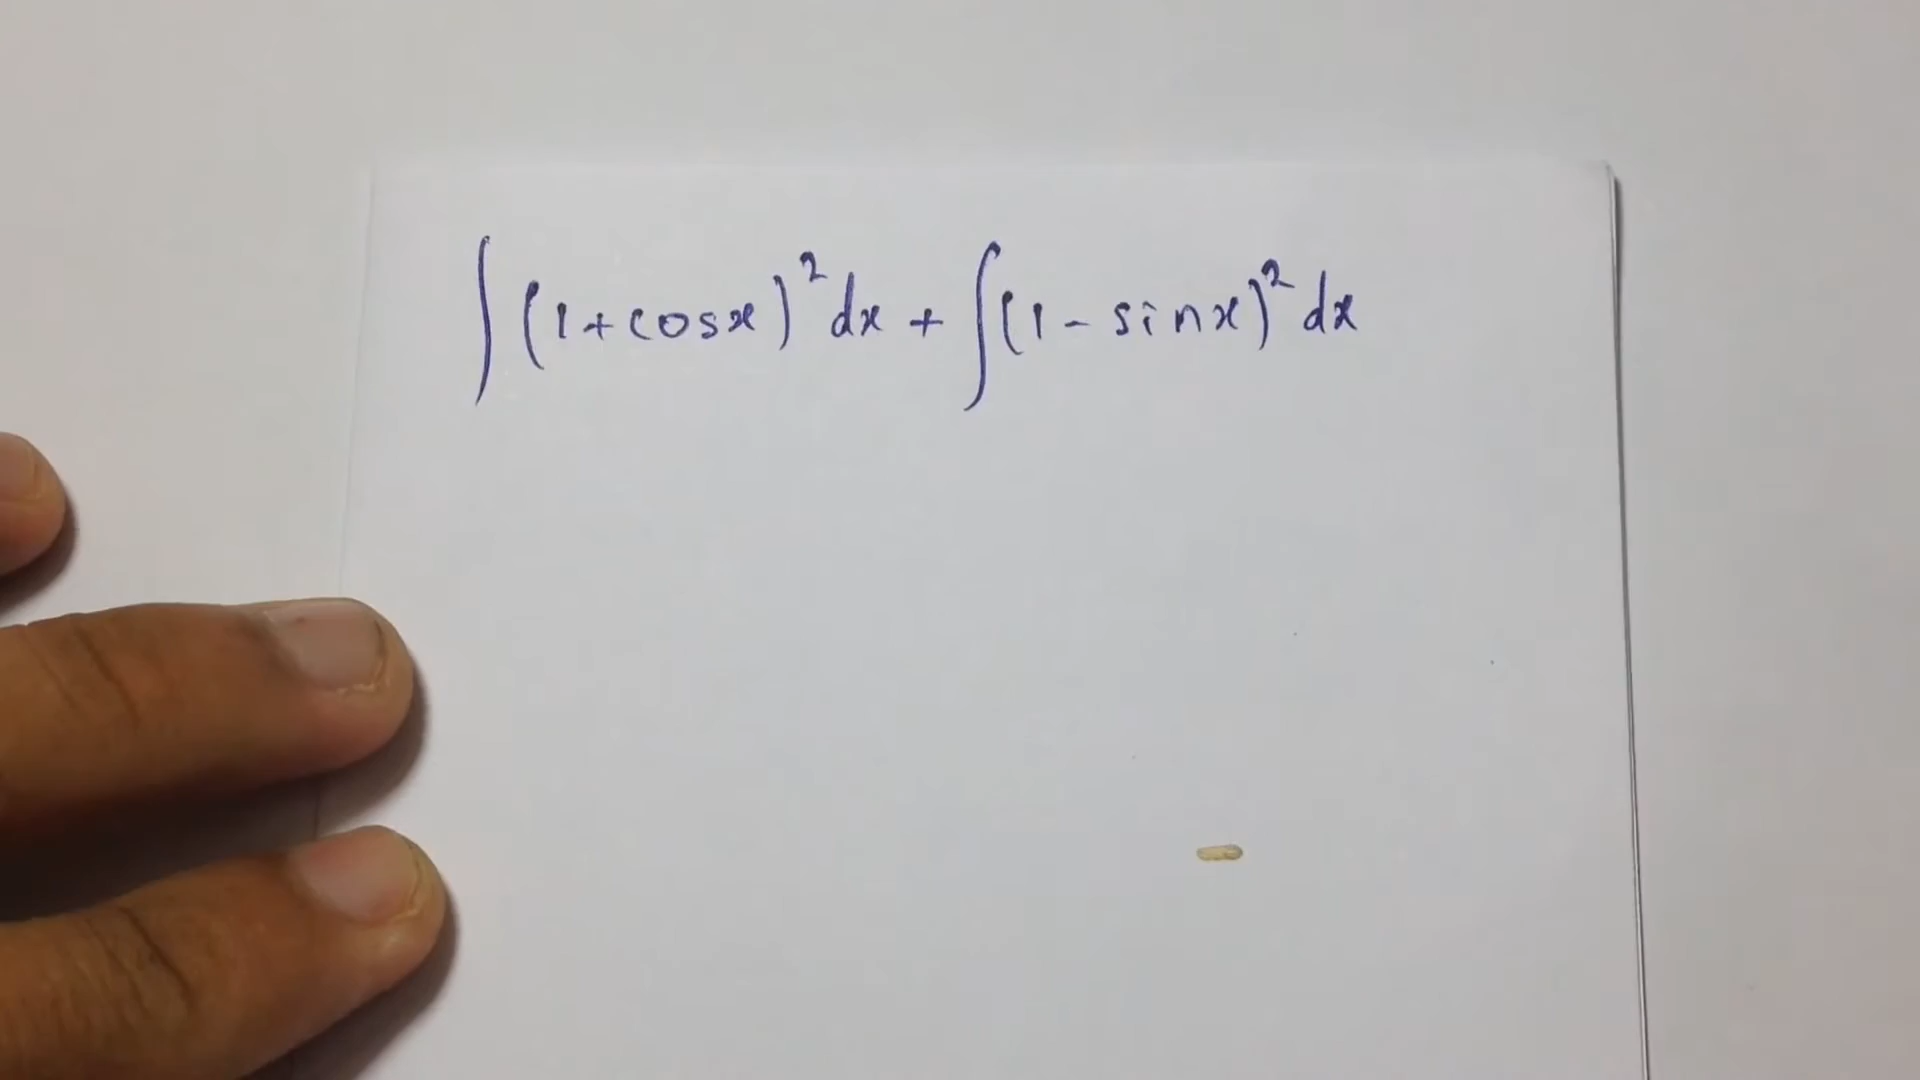 ∫(1+cosx)²dx + ∫(1-sinx)²dx